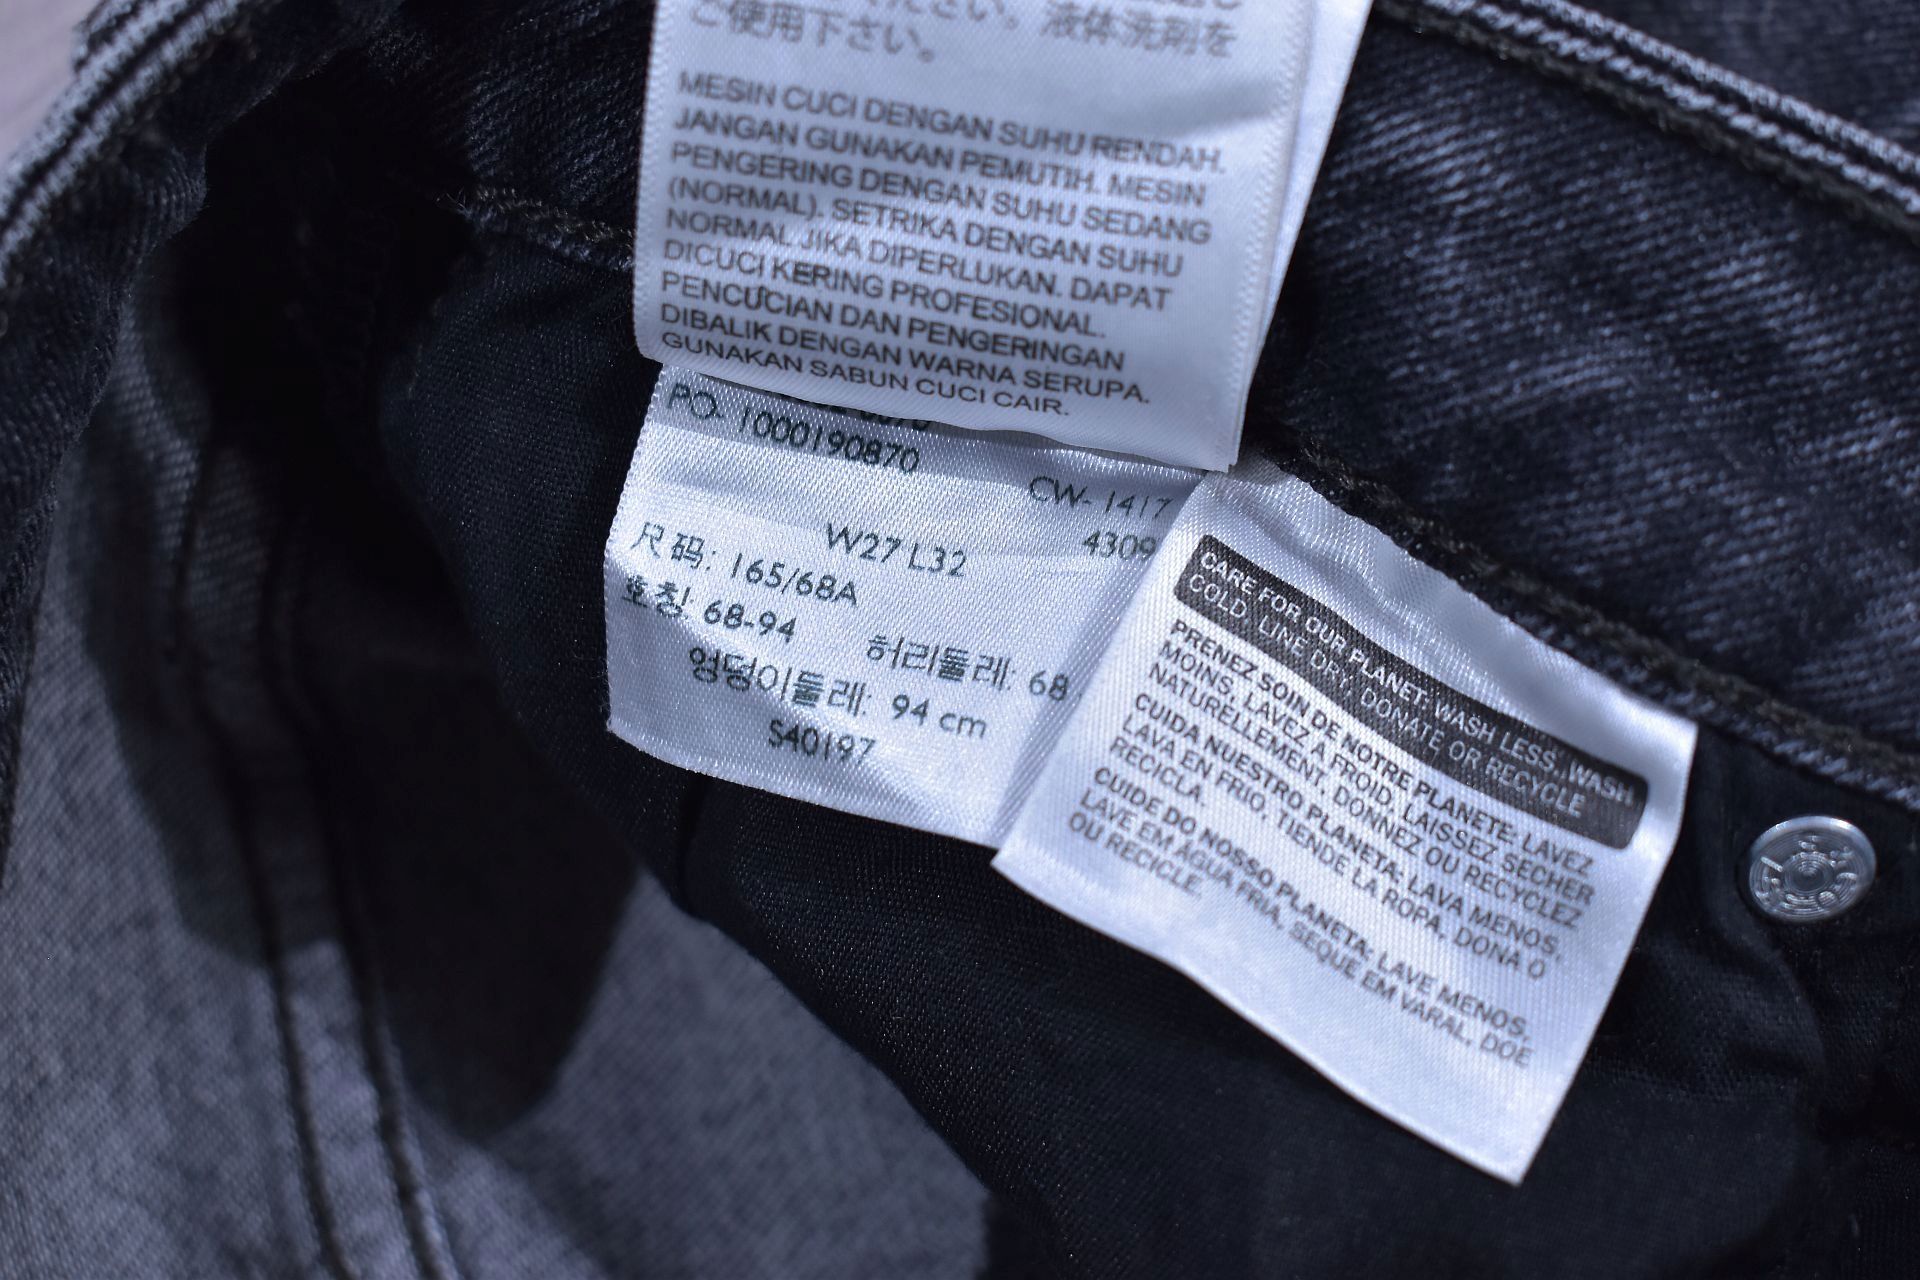 ください。液体洗剤を
ご使用下さい。
MESIN CUCI DENGAN SUHU RENDAH.
JANGAN GUNAKAN PEMUTIH. MESIN
PENGERING DENGAN SUHU SEDANG
(NORMAL). SETRIKA DENGAN SUHU
NORMAL JIKA DIPERLUKAN. DAPAT
DICUCI KERING PROFESIONAL.
PENCUCIAN DAN PENGERINGAN
DIBALIK DENGAN WARNA SERUPA.
GUNAKAN SABUN CUCI CAIR.
PO- 1000190870
CW- 1417
W27 L32
4309
尺码: 165/68A
호칭: 68-94
허리둘레: 68
엉덩이둘레: 94 cm
S40197
CARE FOR OUR PLANET: WASH LESS, WASH
COLD, LINE DRY, DONATE OR RECYCLE
PRENEZ SOIN DE NOTRE PLANETE: LAVEZ
MOINS, LAVEZ À FROID, LAISSEZ SECHER
NATURELLEMENT, DONNEZ OU RECYCLEZ
CUIDA NUESTRO PLANETA: LAVA MENOS,
LAVA EN FRIO, TIENDE LA ROPA, DONA O
RECICLA.
CUIDE DO NOSSO PLANETA: LAVE MENOS,
LAVE EM ÁGUA FRIA, SEQUE EM VARAL, DOE
OU RECICLE.